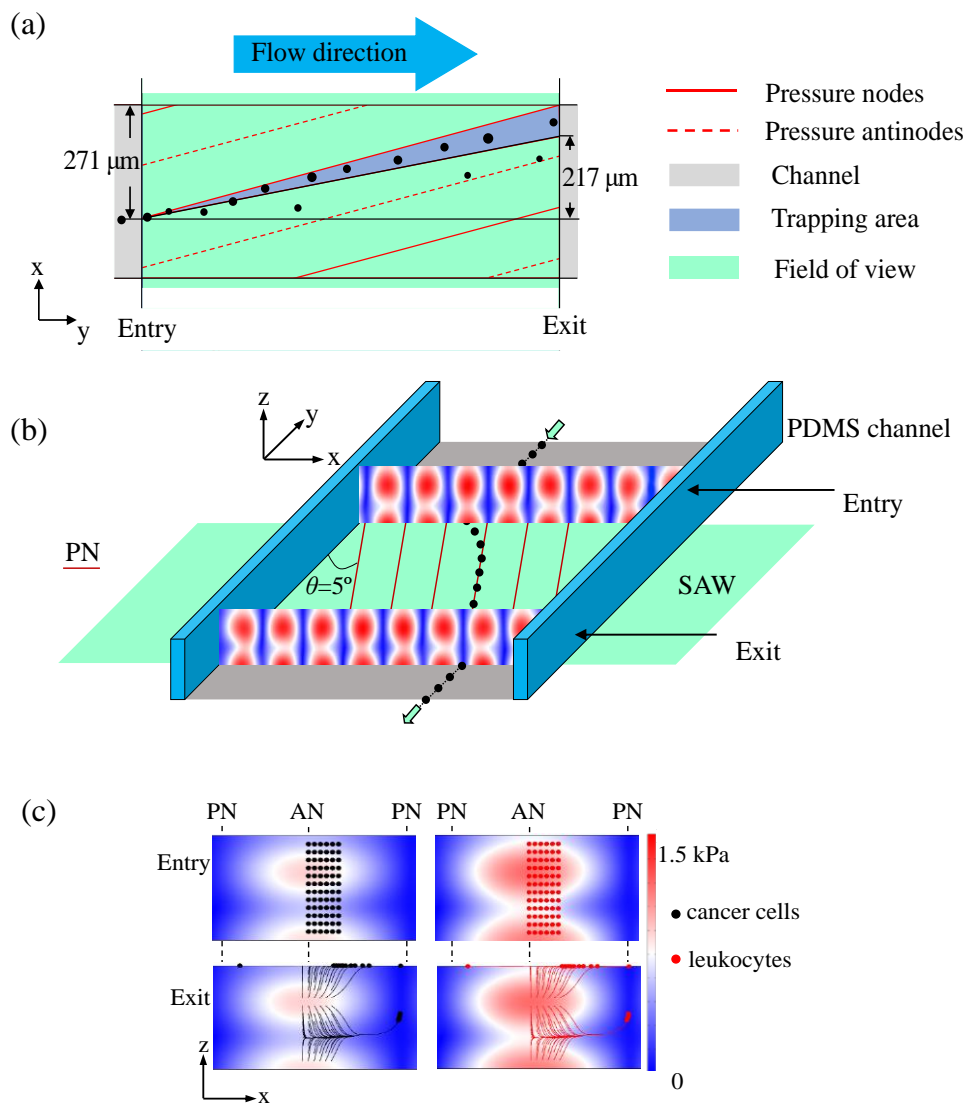 (a)
Flow direction
271 μm
217 μm
x
y
Entry
Exit
Pressure nodes
Pressure antinodes
Channel
Trapping area
Field of view
(b)
z
y
x
PDMS channel
Entry
PN
θ=5°
SAW
Exit
(c)
PN AN PN PN AN PN
Entry
1.5 kPa
cancer cells
leukocytes
Exit
z
x
0